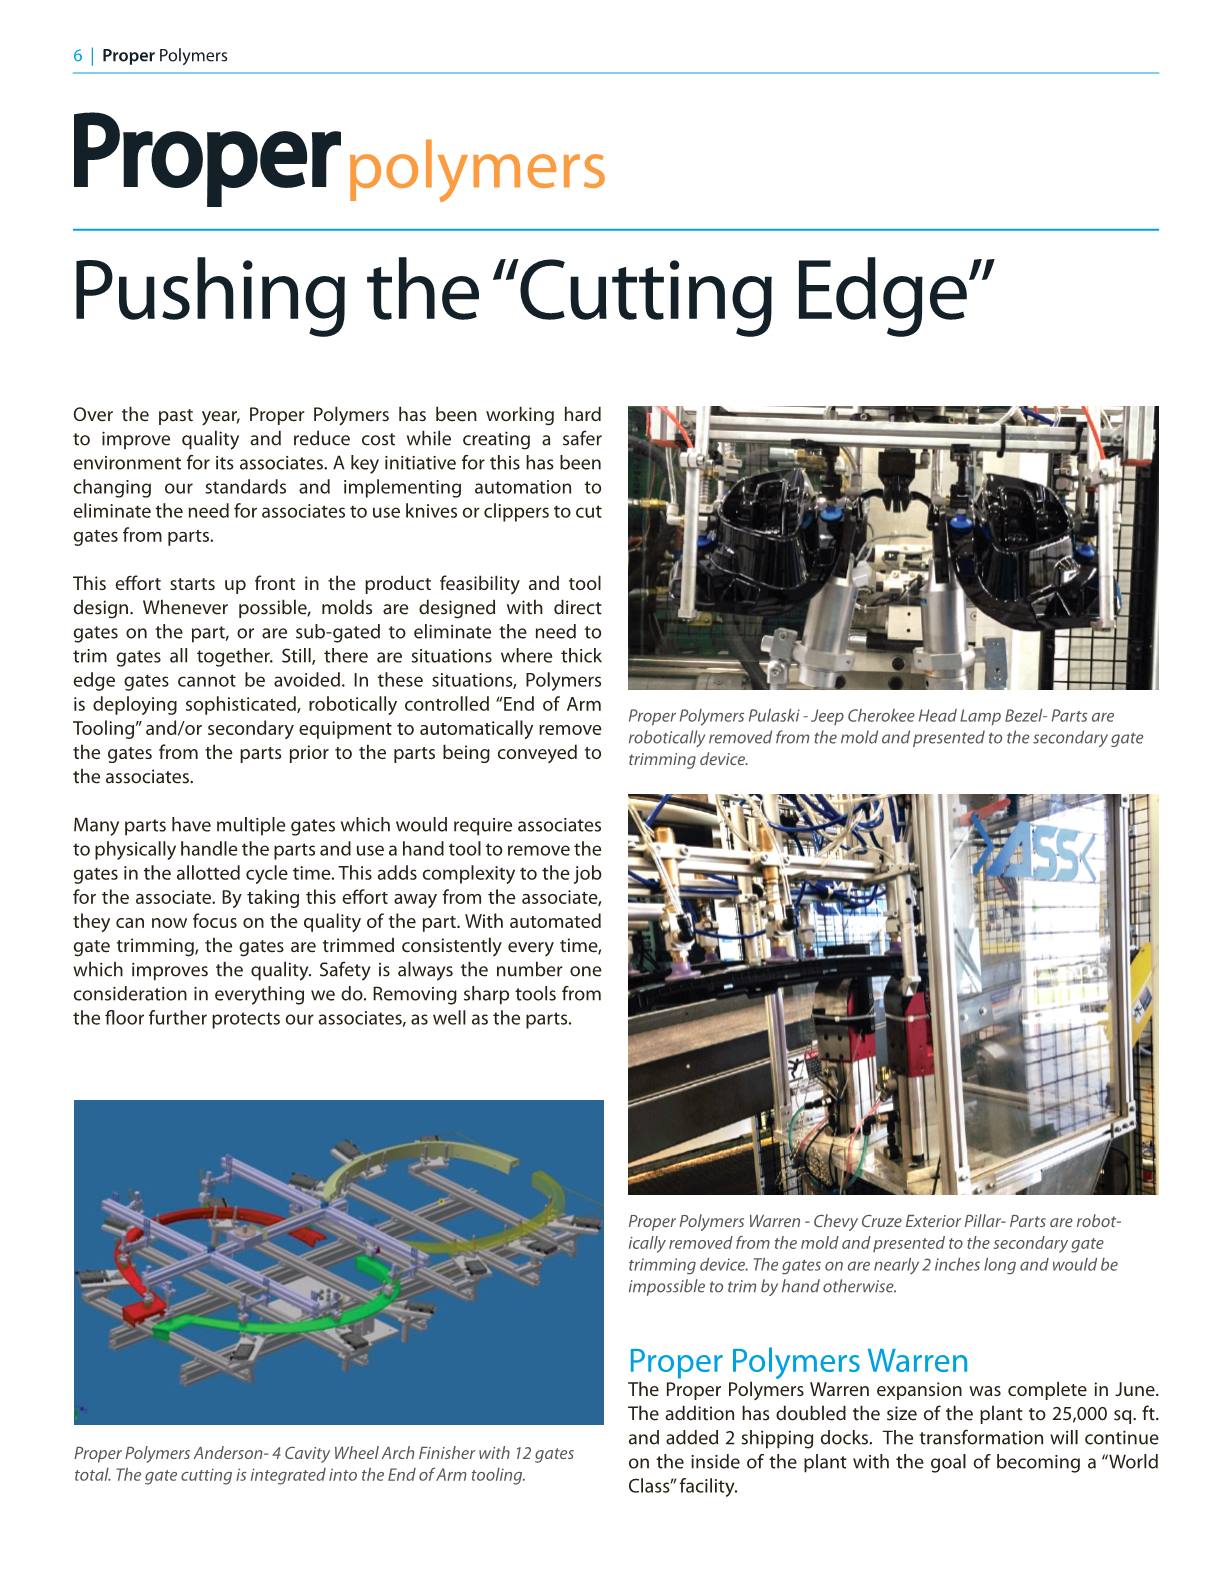 6 | Proper Polymers
Proper polymers
Pushing the “Cutting Edge”
Over the past year, Proper Polymers has been working hard
to improve quality and reduce cost while creating a safer
environment for its associates. A key initiative for this has been
changing our standards and implementing automation to
eliminate the need for associates to use knives or clippers to cut
gates from parts.
This effort starts up front in the product feasibility and tool
design. Whenever possible, molds are designed with direct
gates on the part, or are sub-gated to eliminate the need to
trim gates all together. Still, there are situations where thick
edge gates cannot be avoided. In these situations, Polymers
is deploying sophisticated, robotically controlled “End of Arm
Tooling” and/or secondary equipment to automatically remove
the gates from the parts prior to the parts being conveyed to
the associates.
Many parts have multiple gates which would require associates
to physically handle the parts and use a hand tool to remove the
gates in the allotted cycle time. This adds complexity to the job
for the associate. By taking this effort away from the associate,
they can now focus on the quality of the part. With automated
gate trimming, the gates are trimmed consistently every time,
which improves the quality. Safety is always the number one
consideration in everything we do. Removing sharp tools from
the floor further protects our associates, as well as the parts.
Proper Polymers Anderson- 4 Cavity Wheel Arch Finisher with 12 gates
total. The gate cutting is integrated into the End of Arm tooling.
Proper Polymers Pulaski - Jeep Cherokee Head Lamp Bezel- Parts are
robotically removed from the mold and presented to the secondary gate
trimming device.
ASS
Proper Polymers Warren - Chevy Cruze Exterior Pillar- Parts are robot-
ically removed from the mold and presented to the secondary gate
trimming device. The gates on are nearly 2 inches long and would be
impossible to trim by hand otherwise.
Proper Polymers Warren
The Proper Polymers Warren expansion was complete in June.
The addition has doubled the size of the plant to 25,000 sq. ft.
and added 2 shipping docks.  The transformation will continue
on the inside of the plant with the goal of becoming a “World
Class” facility.